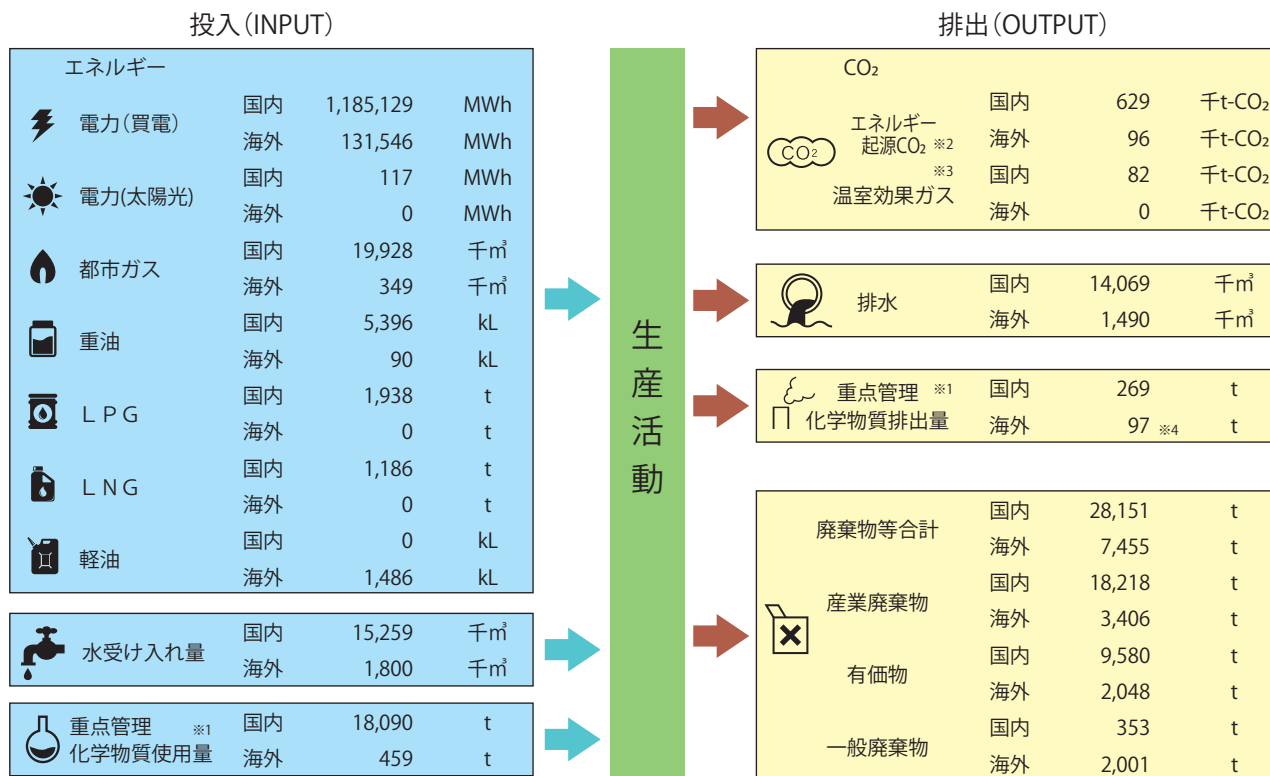 投入（INPUT）
エネルギー
電力（買電）
国内 1,185,129 MWh
海外 131,546 MWh
電力(太陽光)
国内 117 MWh
海外 0 MWh
都市ガス
国内 19,928 千㎥
海外 349 千㎥
重油
国内 5,396 kL
海外 90 kL
ＬＰＧ
国内 1,938 t
海外 0 t
ＬＮＧ
国内 1,186 t
海外 0 t
軽油
国内 0 kL
海外 1,486 kL
水受け入れ量
国内 15,259 千㎥
海外 1,800 千㎥
重点管理 ※1
化学物質使用量
国内 18,090 t
海外 459 t
生産活動
排出（OUTPUT）
CO₂
CO₂
エネルギー
起源CO₂ ※2
国内 629 千t-CO₂
海外 96 千t-CO₂
※3
温室効果ガス
国内 82 千t-CO₂
海外 0 千t-CO₂
排水
国内 14,069 千㎥
海外 1,490 千㎥
重点管理 ※1
化学物質排出量
国内 269 t
海外 97 ※4 t
廃棄物等合計
国内 28,151 t
海外 7,455 t
産業廃棄物
国内 18,218 t
海外 3,406 t
有価物
国内 9,580 t
海外 2,048 t
一般廃棄物
国内 353 t
海外 2,001 t